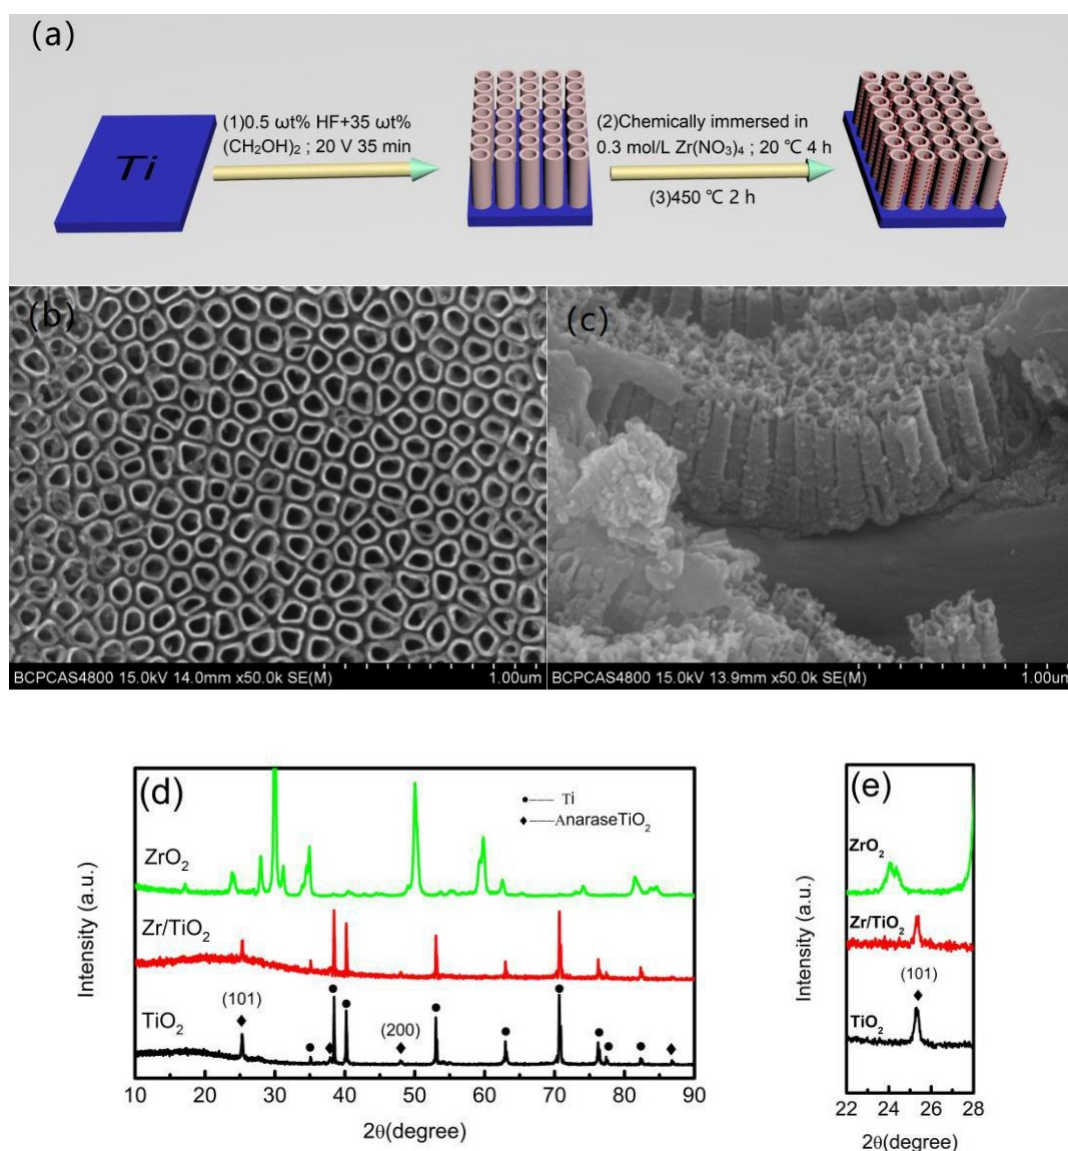 (a)
Ti
(1)0.5 ωt% HF+35 ωt%
(CH₂OH)₂ ; 20 V 35 min
(2)Chemically immersed in
0.3 mol/L Zr(NO₃)₄ ; 20 ℃ 4 h
(3)450 ℃ 2 h
(b)
BCPCAS4800 15.0kV 14.0mm x50.0k SE(M)
1.00um
(c)
BCPCAS4800 15.0kV 13.9mm x50.0k SE(M)
1.00um
(d)
●—— Ti
♦——AnaraseTiO₂
ZrO₂
Zr/TiO₂
TiO₂
(101)
(200)
Intensity (a.u.)
10 20 30 40 50 60 70 80 90
2θ(degree)
(e)
ZrO₂
Zr/TiO₂
(101)
TiO₂
Intensity (a.u.)
22 24 26 28
2θ(degree)